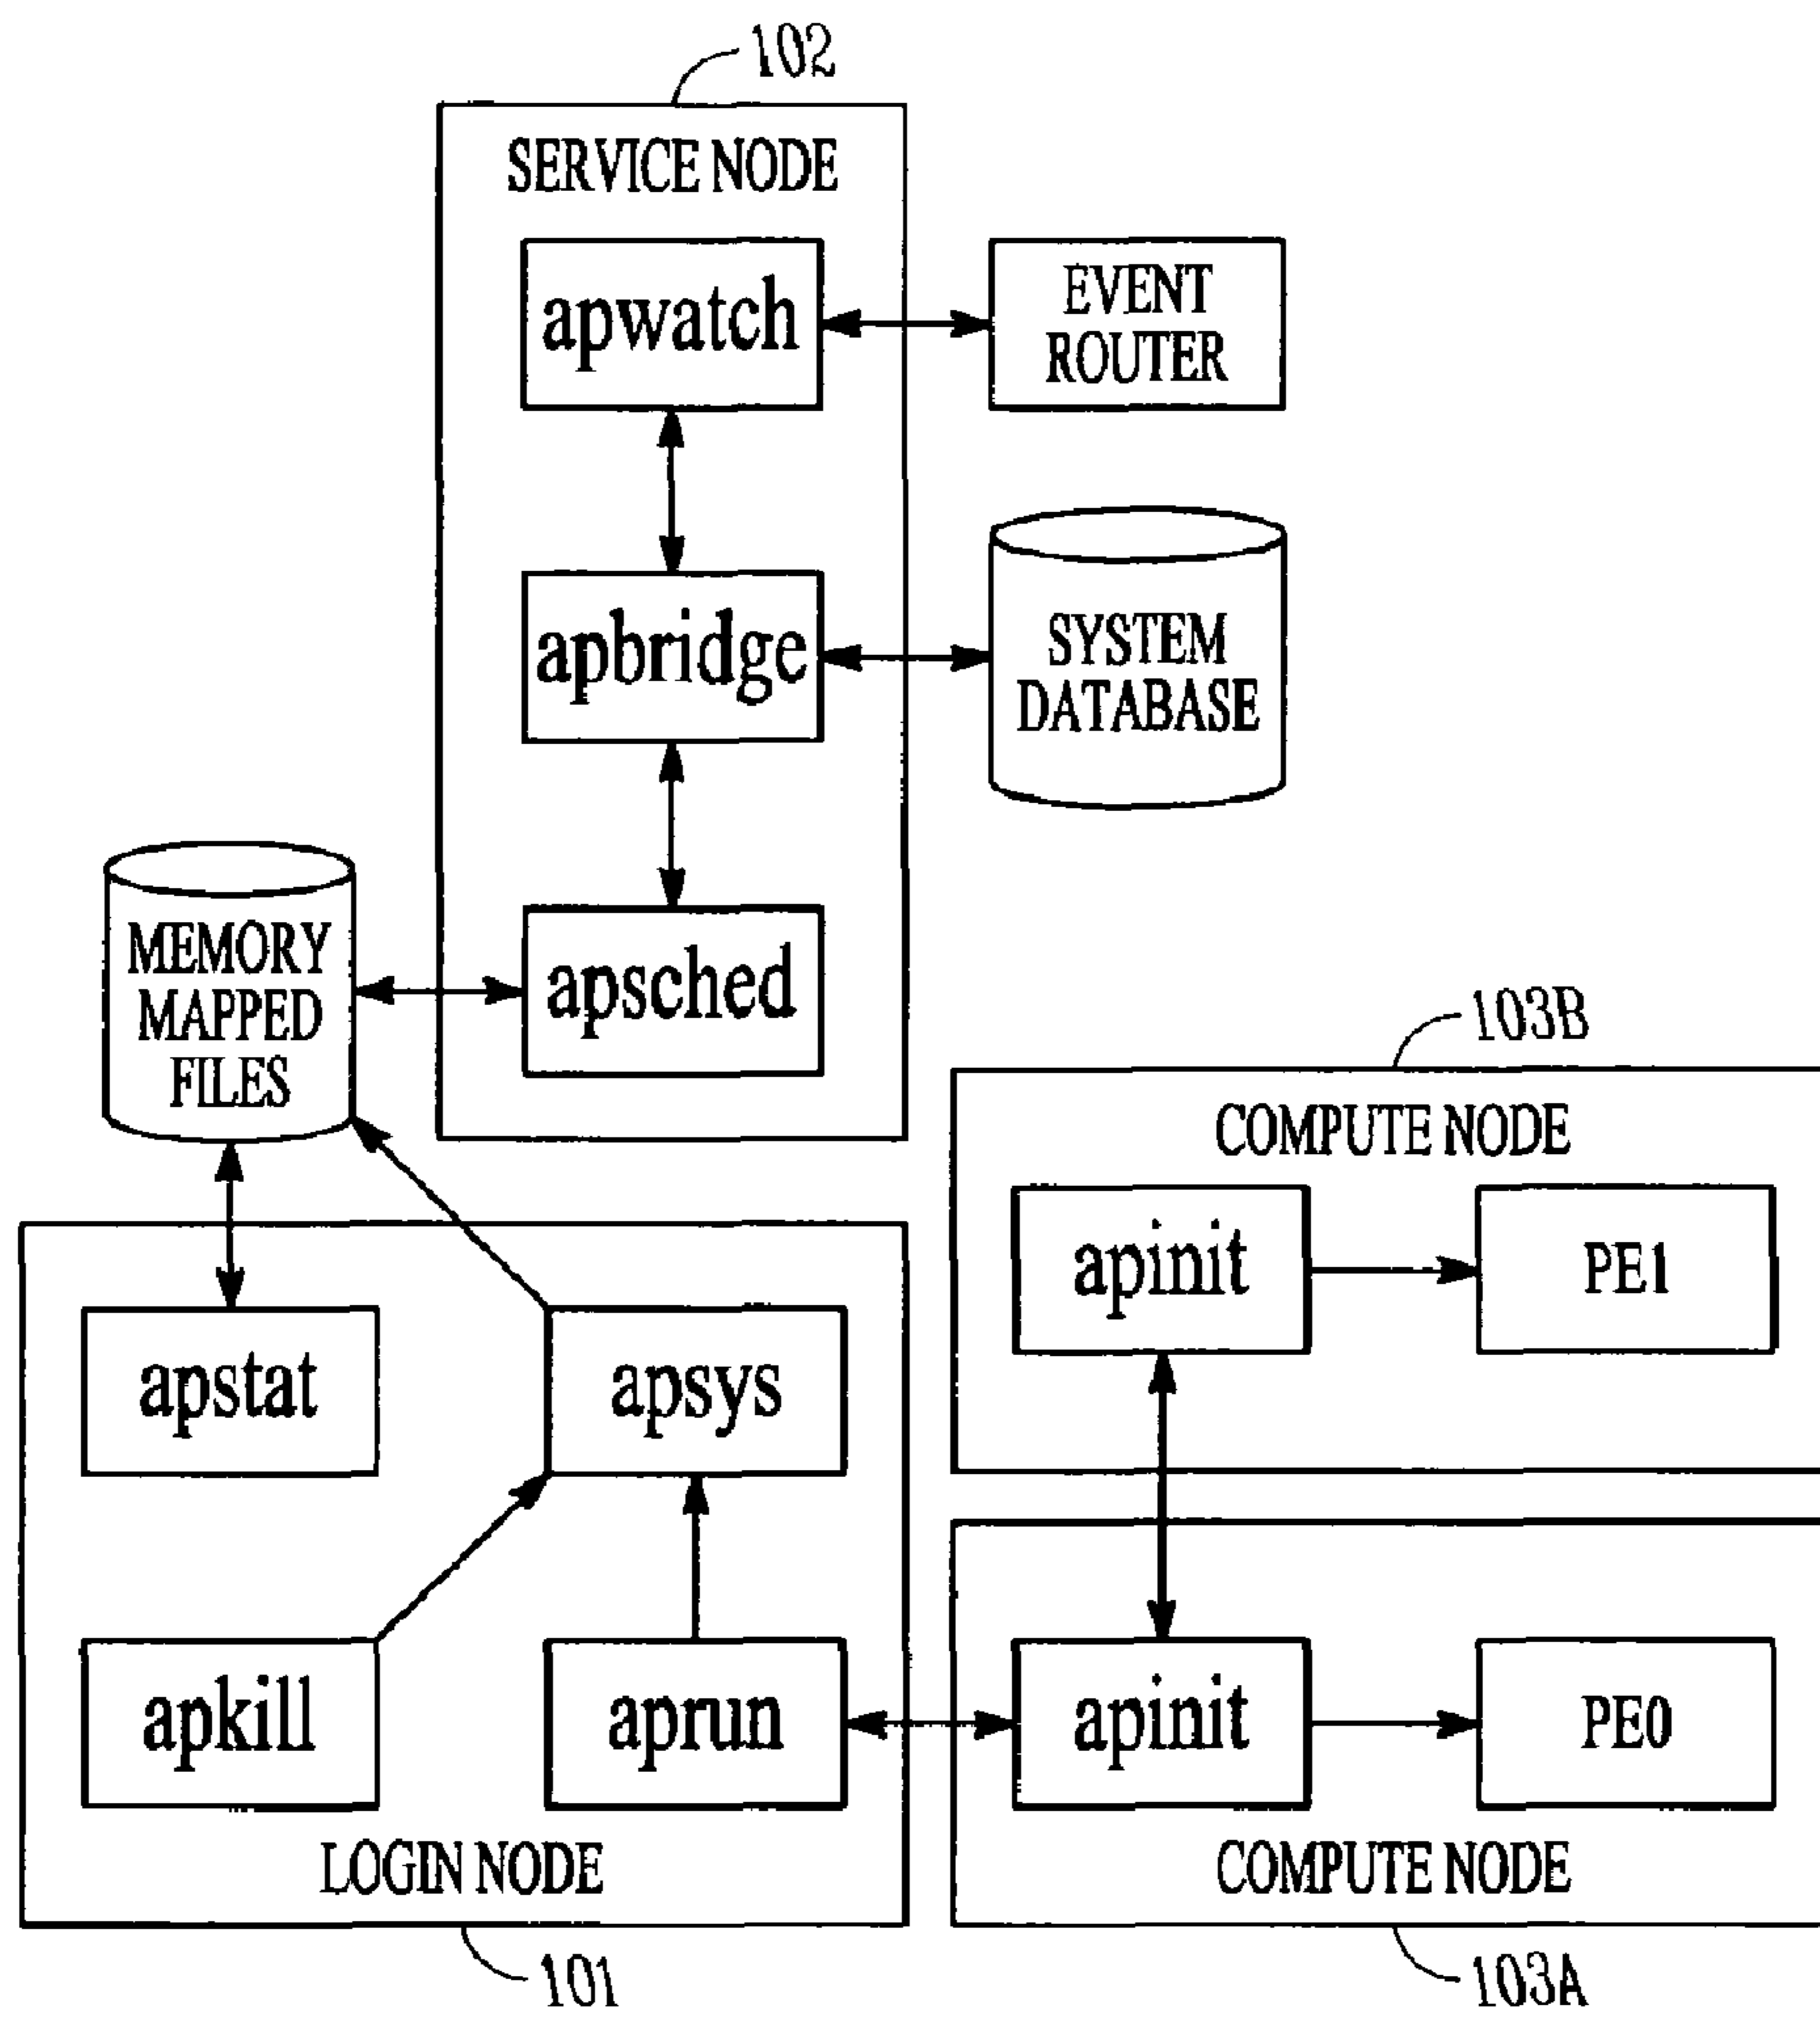 102
SERVICE NODE
apwatch
EVENT
ROUTER
apbridge
SYSTEM
DATABASE
MEMORY
MAPPED
FILES
apsched
103B
COMPUTE NODE
apinit
PE1
apstat
apsys
apkill
aprun
apinit
PE0
LOGIN NODE
COMPUTE NODE
101
103A